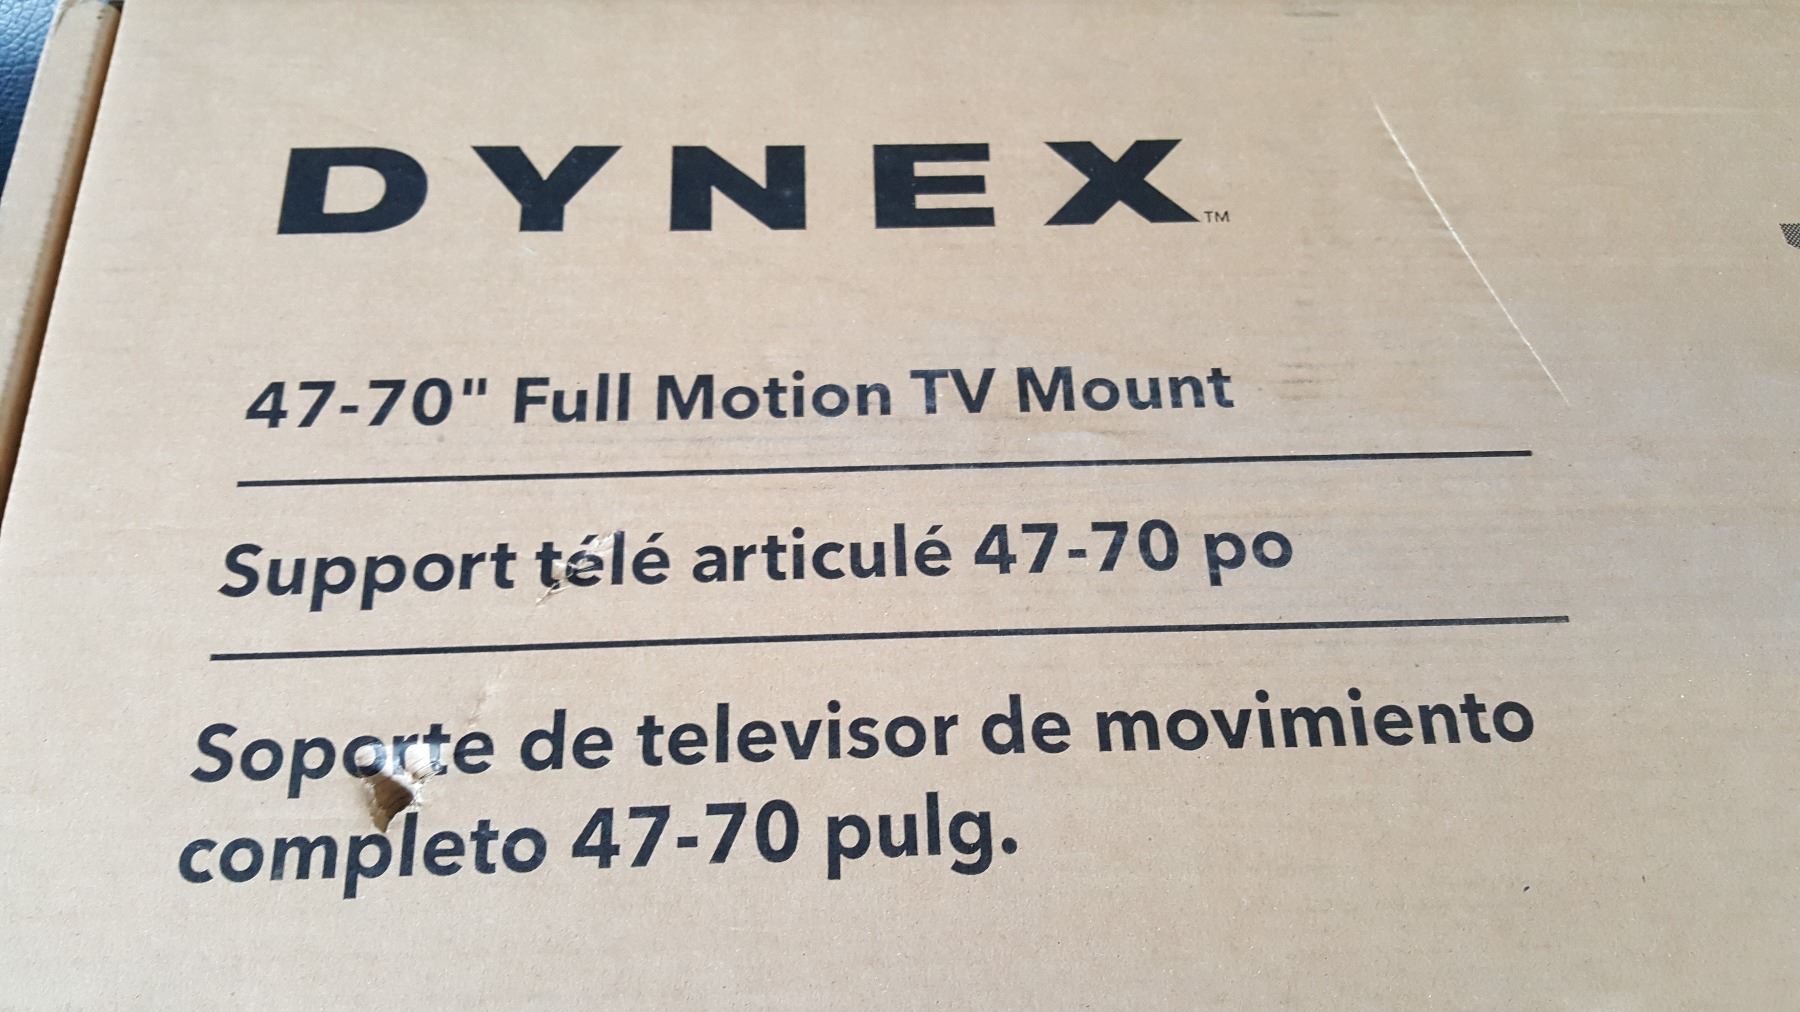 DYNEX™
47-70" Full Motion TV Mount
Support télé articulé 47-70 po
Soporte de televisor de movimiento
completo 47-70 pulg.